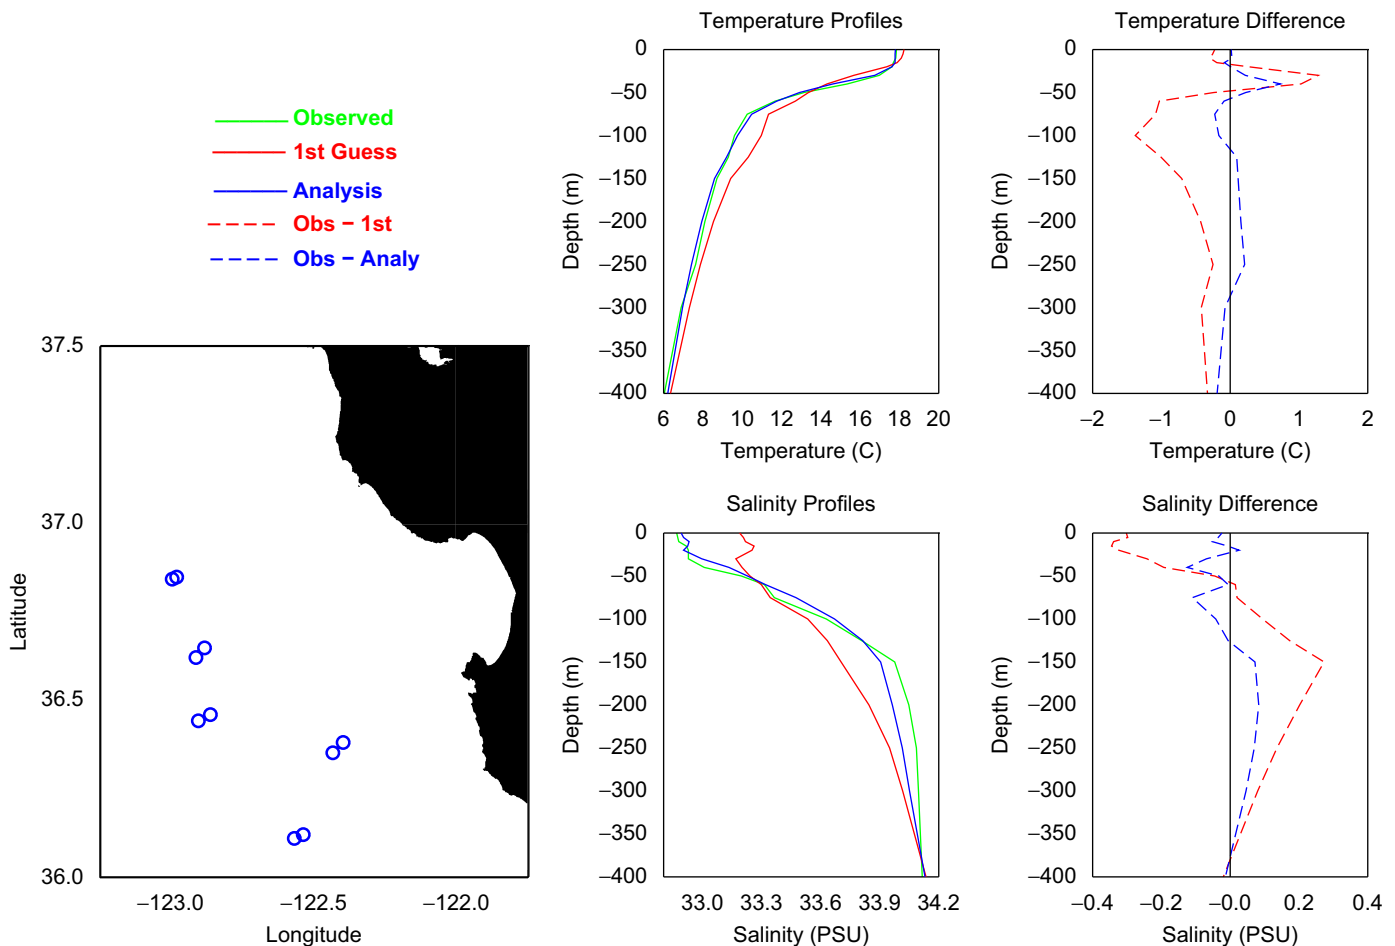 Observed
1st Guess
Analysis
Obs − 1st
Obs − Analy
37.5
37.0
36.5
36.0
Latitude
−123.0 −122.5 −122.0
Longitude
Temperature Profiles
0
−50
−100
−150
−200
−250
−300
−350
−400
Depth (m)
6 8 10 12 14 16 18 20
Temperature (C)
Temperature Difference
0
−50
−100
−150
−200
−250
−300
−350
−400
Depth (m)
−2 −1 0 1 2
Temperature (C)
Salinity Profiles
0
−50
−100
−150
−200
−250
−300
−350
−400
Depth (m)
33.0 33.3 33.6 33.9 34.2
Salinity (PSU)
Salinity Difference
0
−50
−100
−150
−200
−250
−300
−350
−400
Depth (m)
−0.4 −0.2 −0.0 0.2 0.4
Salinity (PSU)